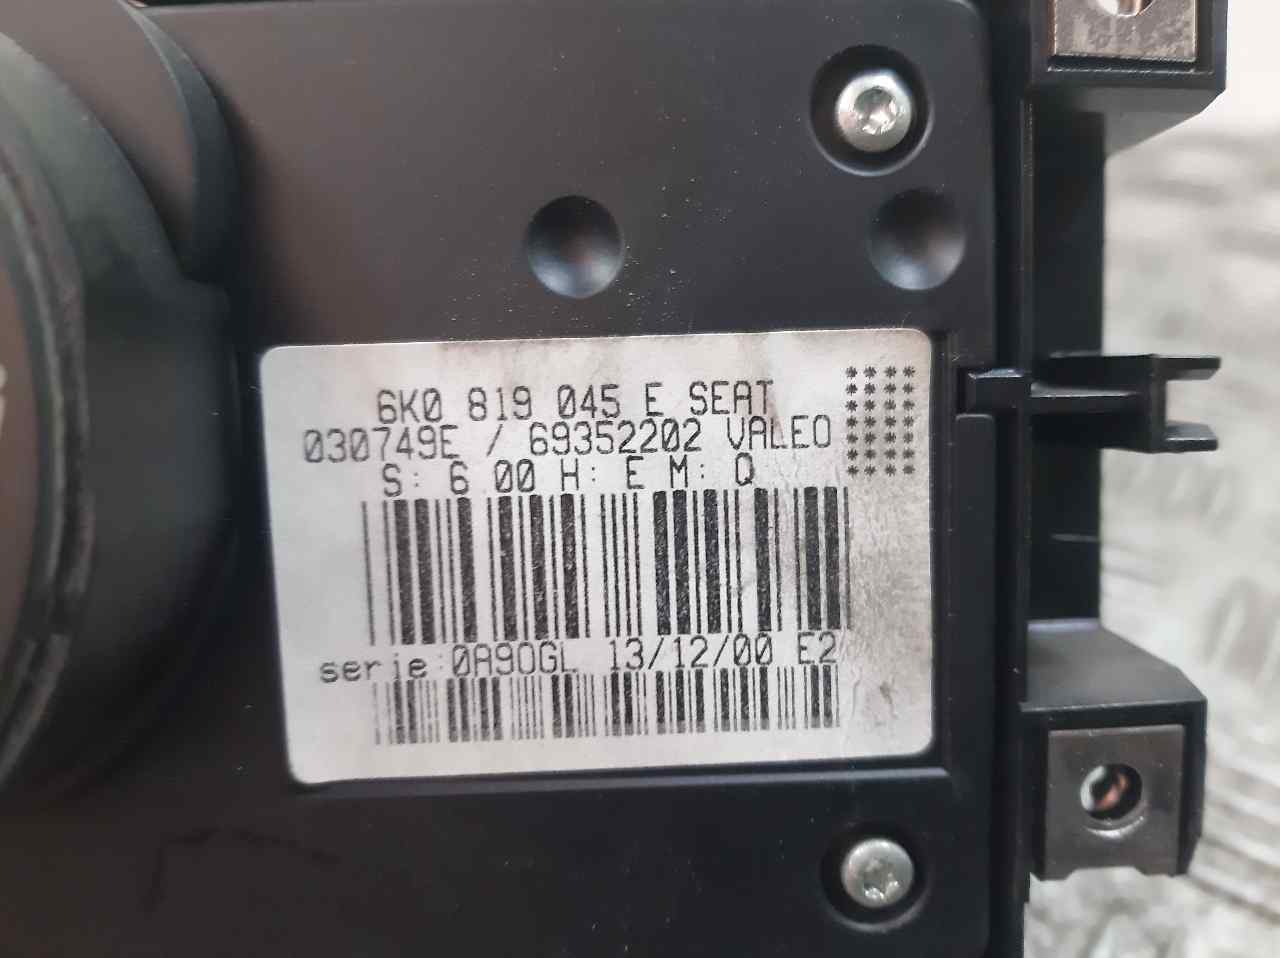 6K0 819 045 E SEAT
030749E / 69352202 VALEO
S: 6 00 H: E M: Q
serie:0A90GL 13/12/00 E2